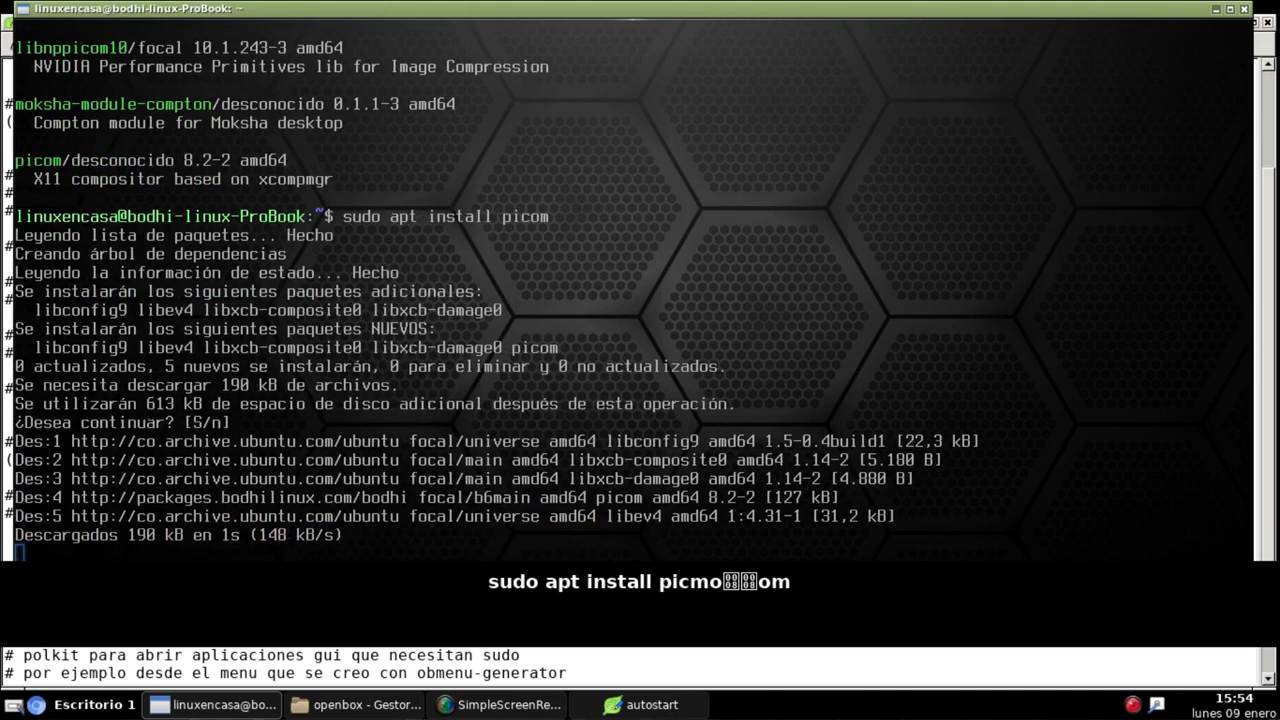 linuxencasa@bodhi-linux-ProBook: ~
libnppicom10/focal 10.1.243-3 amd64
NVIDIA Performance Primitives lib for Image Compression
#
moksha-module-compton/desconocido 0.1.1-3 amd64
(
Compton module for Moksha desktop
picom/desconocido 8.2-2 amd64
#
X11 compositor based on xcompmgr
#
#
linuxencasa@bodhi-linux-ProBook:~$ sudo apt install picom
Leyendo lista de paquetes... Hecho
#
Creando árbol de dependencias
Leyendo la información de estado... Hecho
#
Se instalarán los siguientes paquetes adicionales:
#
libconfig9 libev4 libxcb-composite0 libxcb-damage0
Se instalarán los siguientes paquetes NUEVOS:
#
libconfig9 libev4 libxcb-composite0 libxcb-damage0 picom
#
0 actualizados, 5 nuevos se instalarán, 0 para eliminar y 0 no actualizados.
Se necesita descargar 190 kB de archivos.
#
Se utilizarán 613 kB de espacio de disco adicional después de esta operación.
¿Desea continuar? [S/n]
#
Des:1 http://co.archive.ubuntu.com/ubuntu focal/universe amd64 libconfig9 amd64 1.5-0.4build1 [22,3 kB]
(
Des:2 http://co.archive.ubuntu.com/ubuntu focal/main amd64 libxcb-composite0 amd64 1.14-2 [5.180 B]
Des:3 http://co.archive.ubuntu.com/ubuntu focal/main amd64 libxcb-damage0 amd64 1.14-2 [4.880 B]
#
Des:4 http://packages.bodhilinux.com/bodhi focal/b6main amd64 picom amd64 8.2-2 [127 kB]
#
Des:5 http://co.archive.ubuntu.com/ubuntu focal/universe amd64 libev4 amd64 1:4.31-1 [31,2 kB]
Descargados 190 kB en 1s (148 kB/s)
sudo apt install picmoom
# polkit para abrir aplicaciones gui que necesitan sudo
# por ejemplo desde el menu que se creo con obmenu-generator
Escritorio 1
linuxencasa@bo...
openbox - Gestor...
SimpleScreenRe...
autostart
15:54
lunes 09 enero